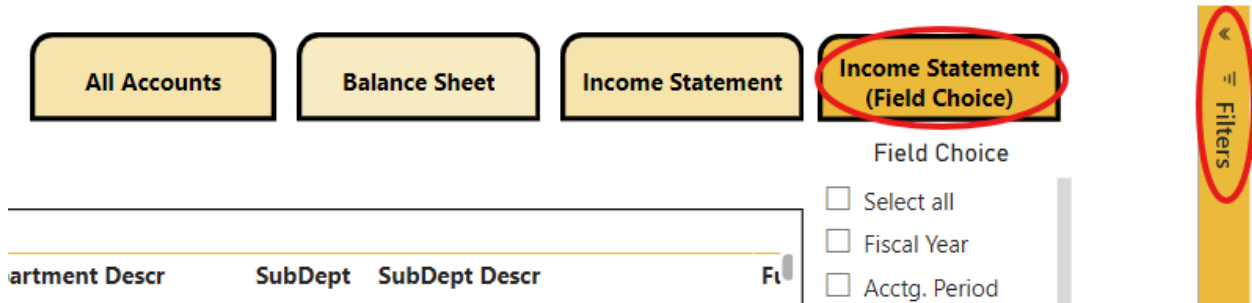 All Accounts
Balance Sheet
Income Statement
Income Statement
(Field Choice)
Filters
Field Choice
Select all
Fiscal Year
Acctg. Period
SubDept
SubDept Descr
Descr